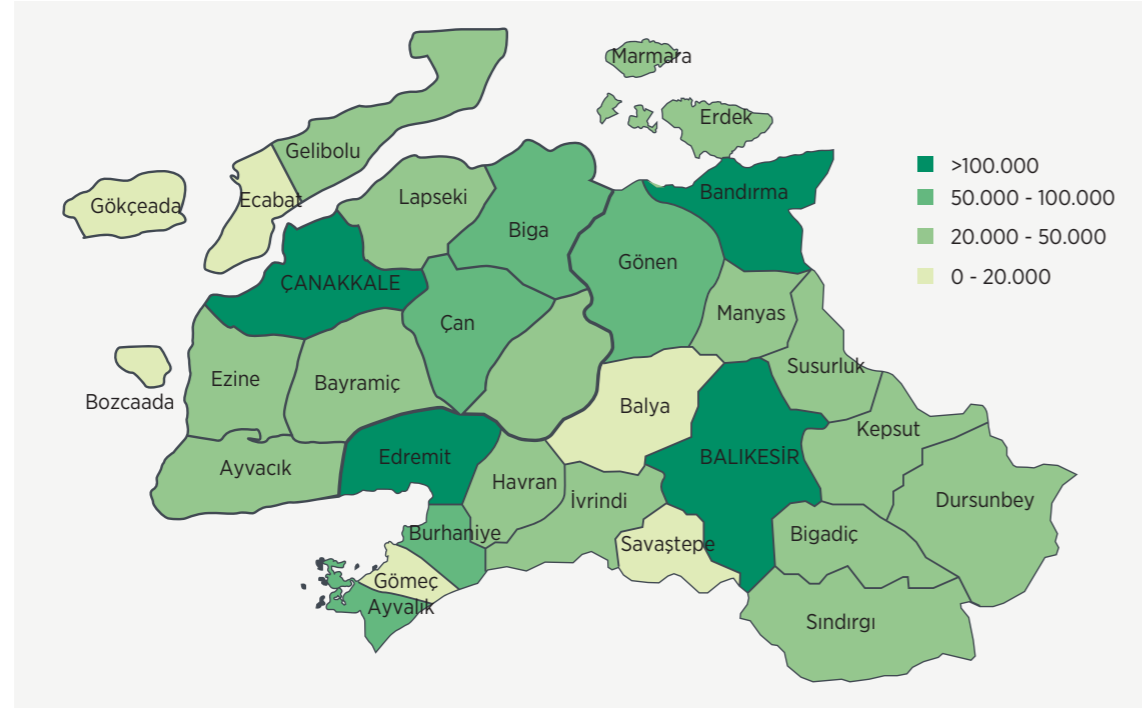 Marmara
Erdek
Gelibolu
Gökçeada
Ecabat
Lapseki
Bandırma
Biga
Gönen
ÇANAKKALE
Çan
Manyas
Susurluk
Ezine
Bayramiç
Bozcaada
Balya
Kepsut
Ayvacık
Edremit
BALIKESİR
Havran
İvrindi
Dursunbey
Burhaniye
Savaştepe
Bigadiç
Gömeç
Ayvalık
Sındırgı
>100.000
50.000 - 100.000
20.000 - 50.000
0 - 20.000